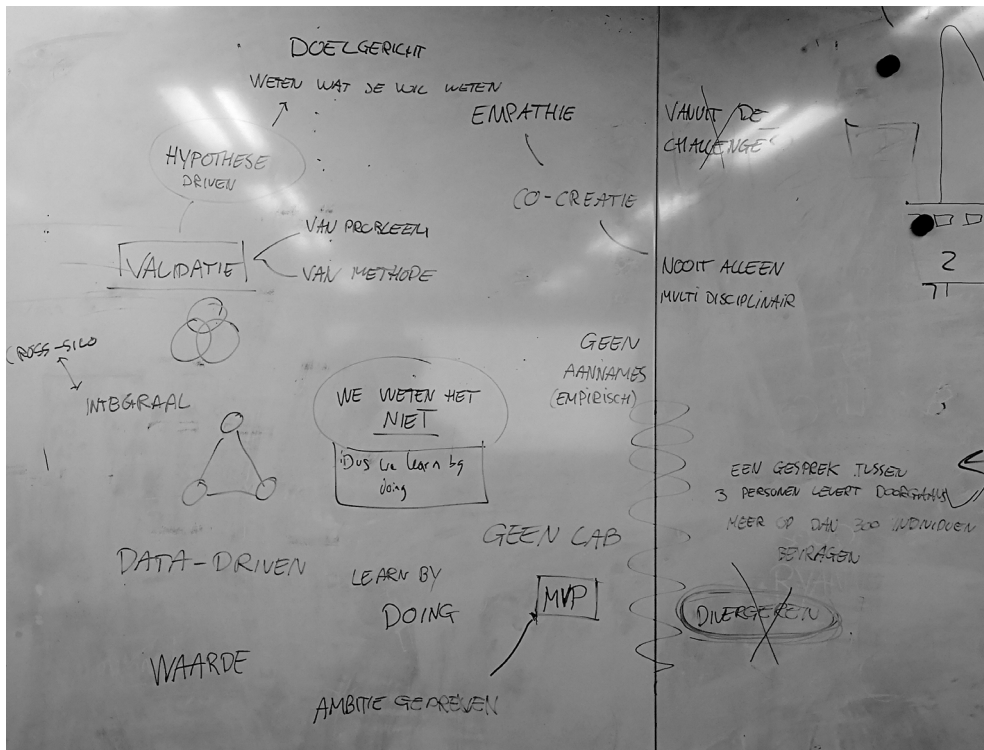 DOELGERICHT
WETEN WAT JE WIL WETEN
HYPOTHESE
DRIVEN
VALIDATIE
VAN PROBLEEM
VAN METHODE
CROSS-SILO
INTEGRAAL
WE WETEN HET
NIET
Dus we learn by
doing
DATA-DRIVEN
LEARN BY
DOING
WAARDE
AMBITIE GEDREVEN
MVP
GEEN LAB
EMPATHIE
CO-CREATIE
GEEN
AANNAMES
(EMPIRISCH)
VANUIT DE
CHALLENGE
NOOIT ALLEEN
MULTI DISCIPLINAIR
EEN GESPREK TUSSEN
3 PERSONEN LEVERT DOORGAANS
MEER OP DAN 300 INDIVIDUEN
BEVRAGEN
DIVERGEREN
2